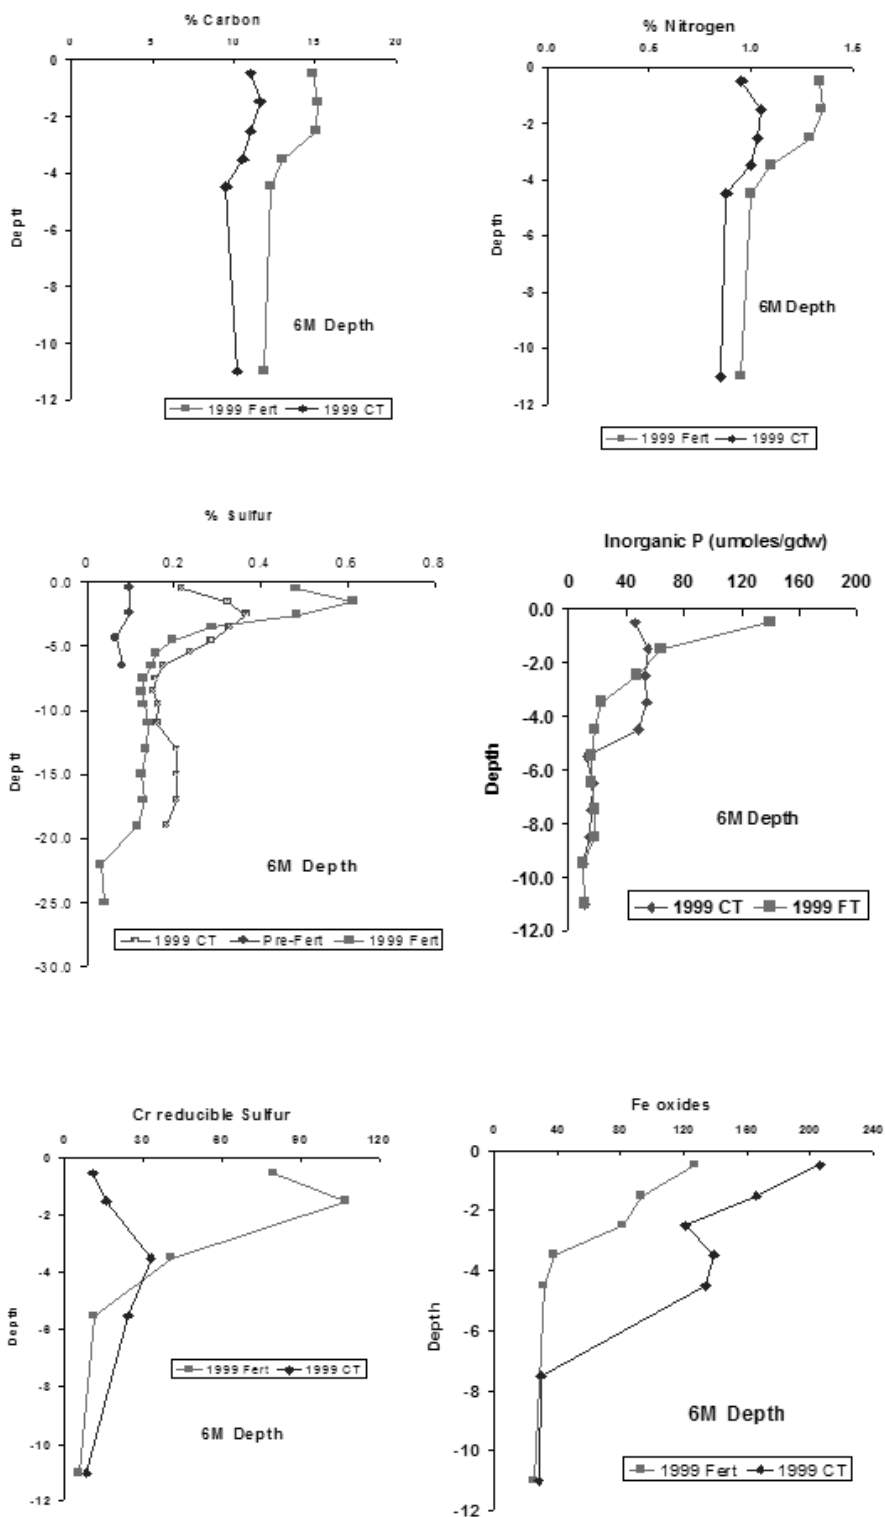 % Carbon
0 5 10 15 20
0
-2
-4
-6
-8
-10
-12
Depth
6M Depth
1999 Fert 1999 CT
% Nitrogen
0.0 0.5 1.0 1.5
0
-2
-4
-6
-8
-10
-12
Depth
6M Depth
1999 Fert 1999 CT
% Sulfur
0 0.2 0.4 0.6 0.8
0.0
-5.0
-10.0
-15.0
-20.0
-25.0
-30.0
Depth
6M Depth
1999 CT Pre-Fert 1999 Fert
Inorganic P (umoles/gdw)
0 40 80 120 160 200
0.0
-2.0
-4.0
-6.0
-8.0
-10.0
-12.0
Depth
6M Depth
1999 CT 1999 FT
Cr reducible Sulfur
0 30 60 90 120
0
-2
-4
-6
-8
-10
-12
Depth
1999 Fert 1999 CT
6M Depth
Fe oxides
0 40 80 120 160 200 240
0
-2
-4
-6
-8
-10
-12
Depth
6M Depth
1999 Fert 1999 CT